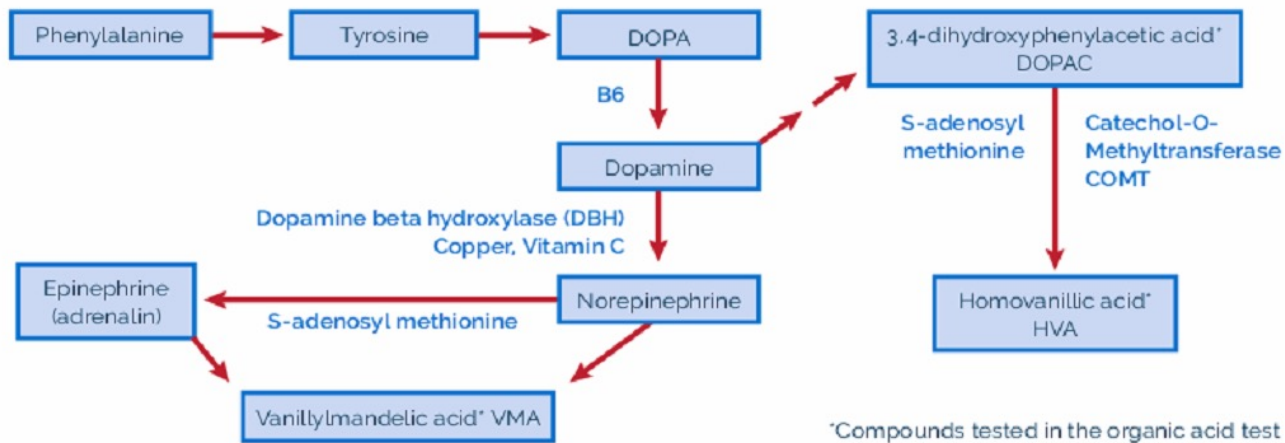 Phenylalanine
Tyrosine
DOPA
3,4-dihydroxyphenylacetic acid*
DOPAC
B6
S-adenosyl
methionine
Catechol-O-
Methyltransferase
COMT
Dopamine
Dopamine beta hydroxylase (DBH)
Copper, Vitamin C
Epinephrine
(adrenalin)
S-adenosyl methionine
Norepinephrine
Homovanillic acid*
HVA
Vanillylmandelic acid* VMA
*Compounds tested in the organic acid test